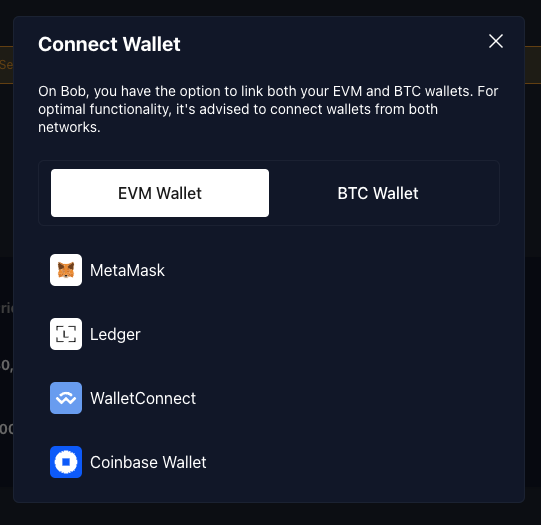 Connect Wallet
On Bob, you have the option to link both your EVM and BTC wallets. For
optimal functionality, it's advised to connect wallets from both
networks.
EVM Wallet
BTC Wallet
MetaMask
Ledger
WalletConnect
Coinbase Wallet